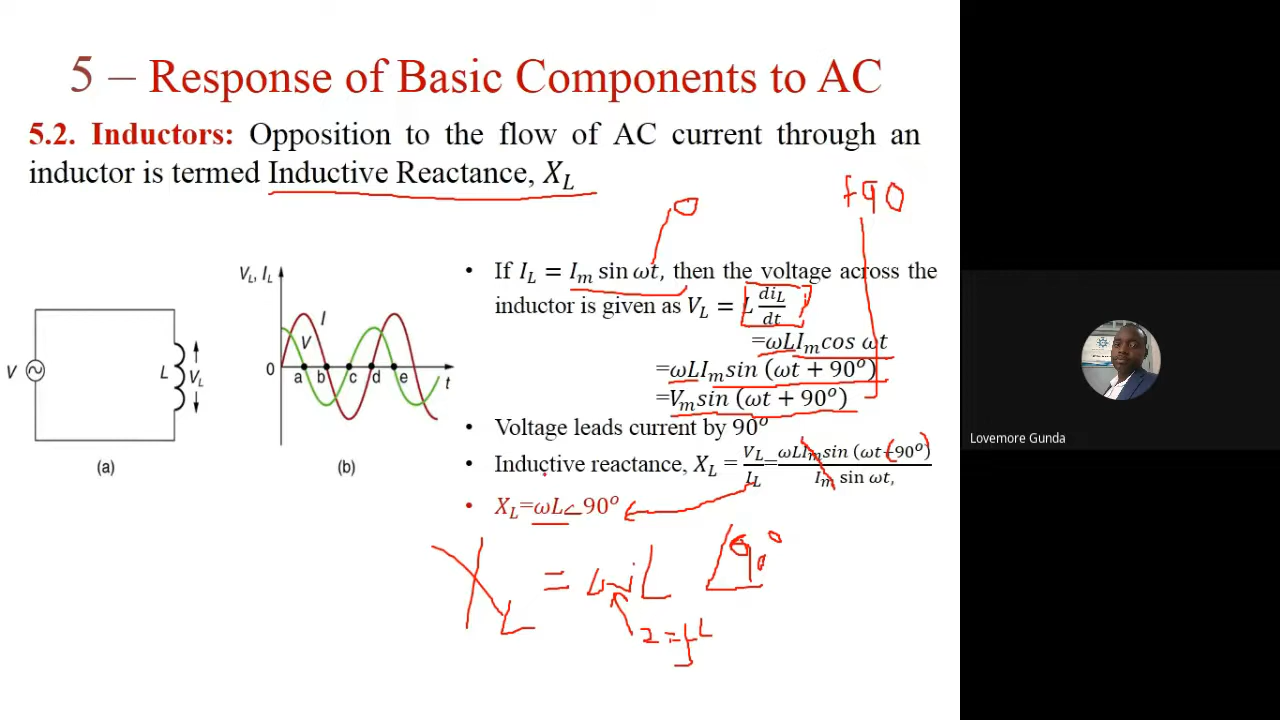 5 – Response of Basic Components to AC
5.2. Inductors: Opposition to the flow of AC current through an
inductor is termed Inductive Reactance, X_L
0
+90
V_L, I_L
I
V
0
a b c d e t
V
L
V_L
(a)
(b)
• If I_L = I_m sin ωt, then the voltage across the
inductor is given as V_L = L di_L/dt
=ωLI_m cos ωt
=ωLI_m sin (ωt + 90°)
=V_m sin (ωt + 90°)
• Voltage leads current by 90°
• Inductive reactance, X_L = V_L/I_L = ωLI_m sin (ωt+90°)/I_m sin ωt,
• X_L=ωL∠90°
X_L = ωL ∠90°
Lovemore Gunda